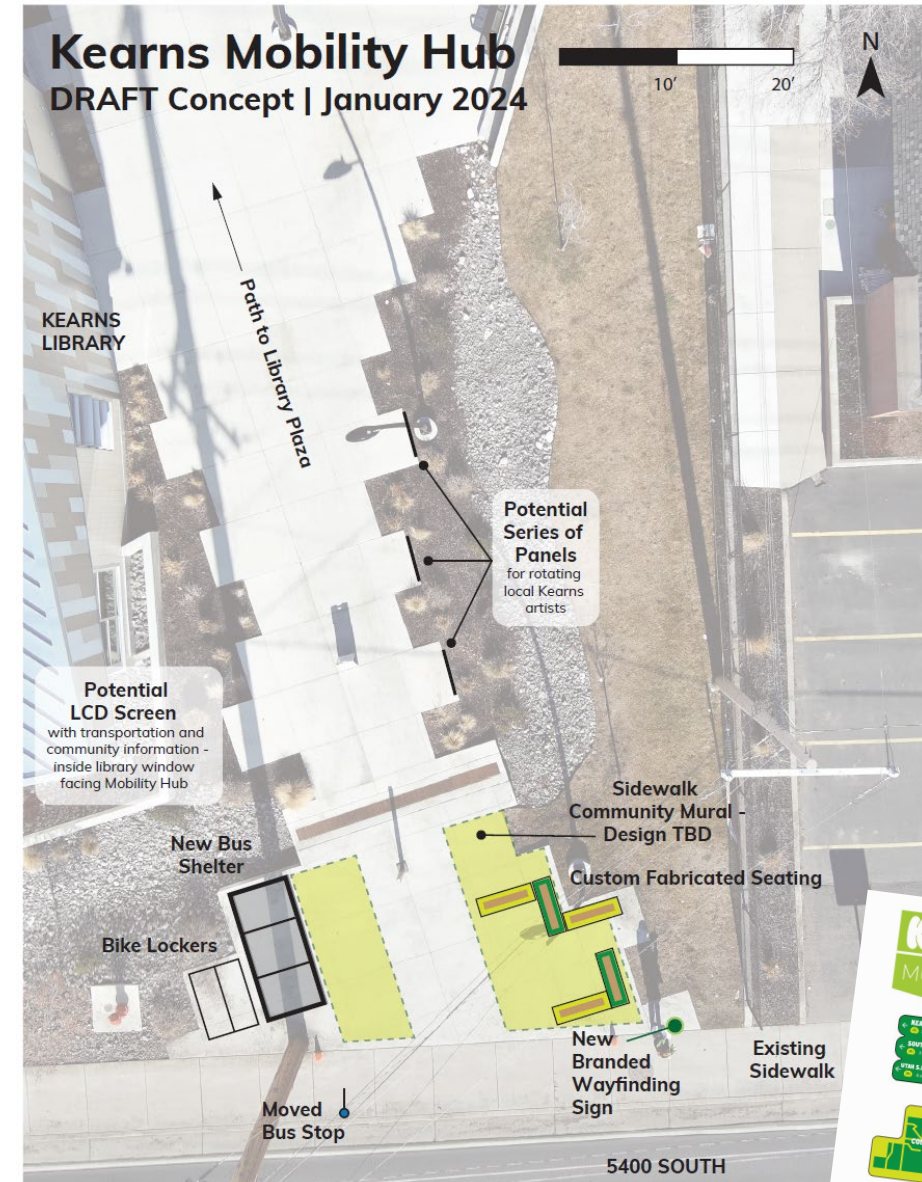 Kearns Mobility Hub
DRAFT Concept | January 2024
10'
20'
N
KEARNS
LIBRARY
Path to Library Plaza
Potential
Series of
Panels
for rotating
local Kearns
artists
Potential
LCD Screen
with transportation and
community information -
inside library window
facing Mobility Hub
Sidewalk
Community Mural -
Design TBD
New Bus
Shelter
Custom Fabricated Seating
Bike Lockers
New
Branded
Wayfinding
Sign
Existing
Sidewalk
Moved
Bus Stop
5400 SOUTH